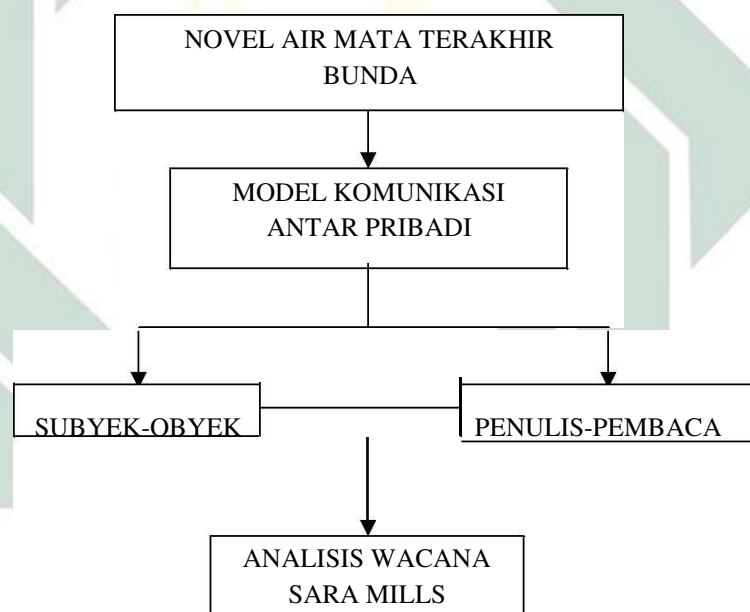 NOVEL AIR MATA TERAKHIR
BUNDA
MODEL KOMUNIKASI
ANTAR PRIBADI
SUBYEK-OBYEK
PENULIS-PEMBACA
ANALISIS WACANA
SARA MILLS